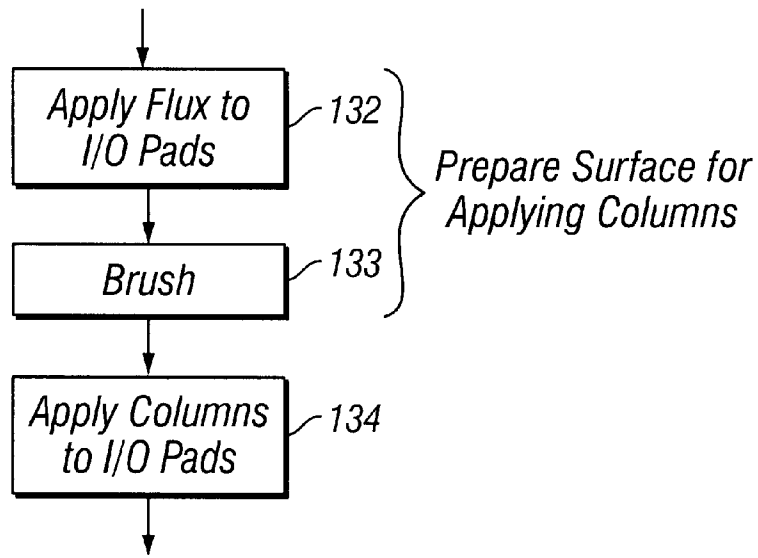 Apply Flux to
I/O Pads
132
Prepare Surface for
Applying Columns
Brush
133
Apply Columns
to I/O Pads
134